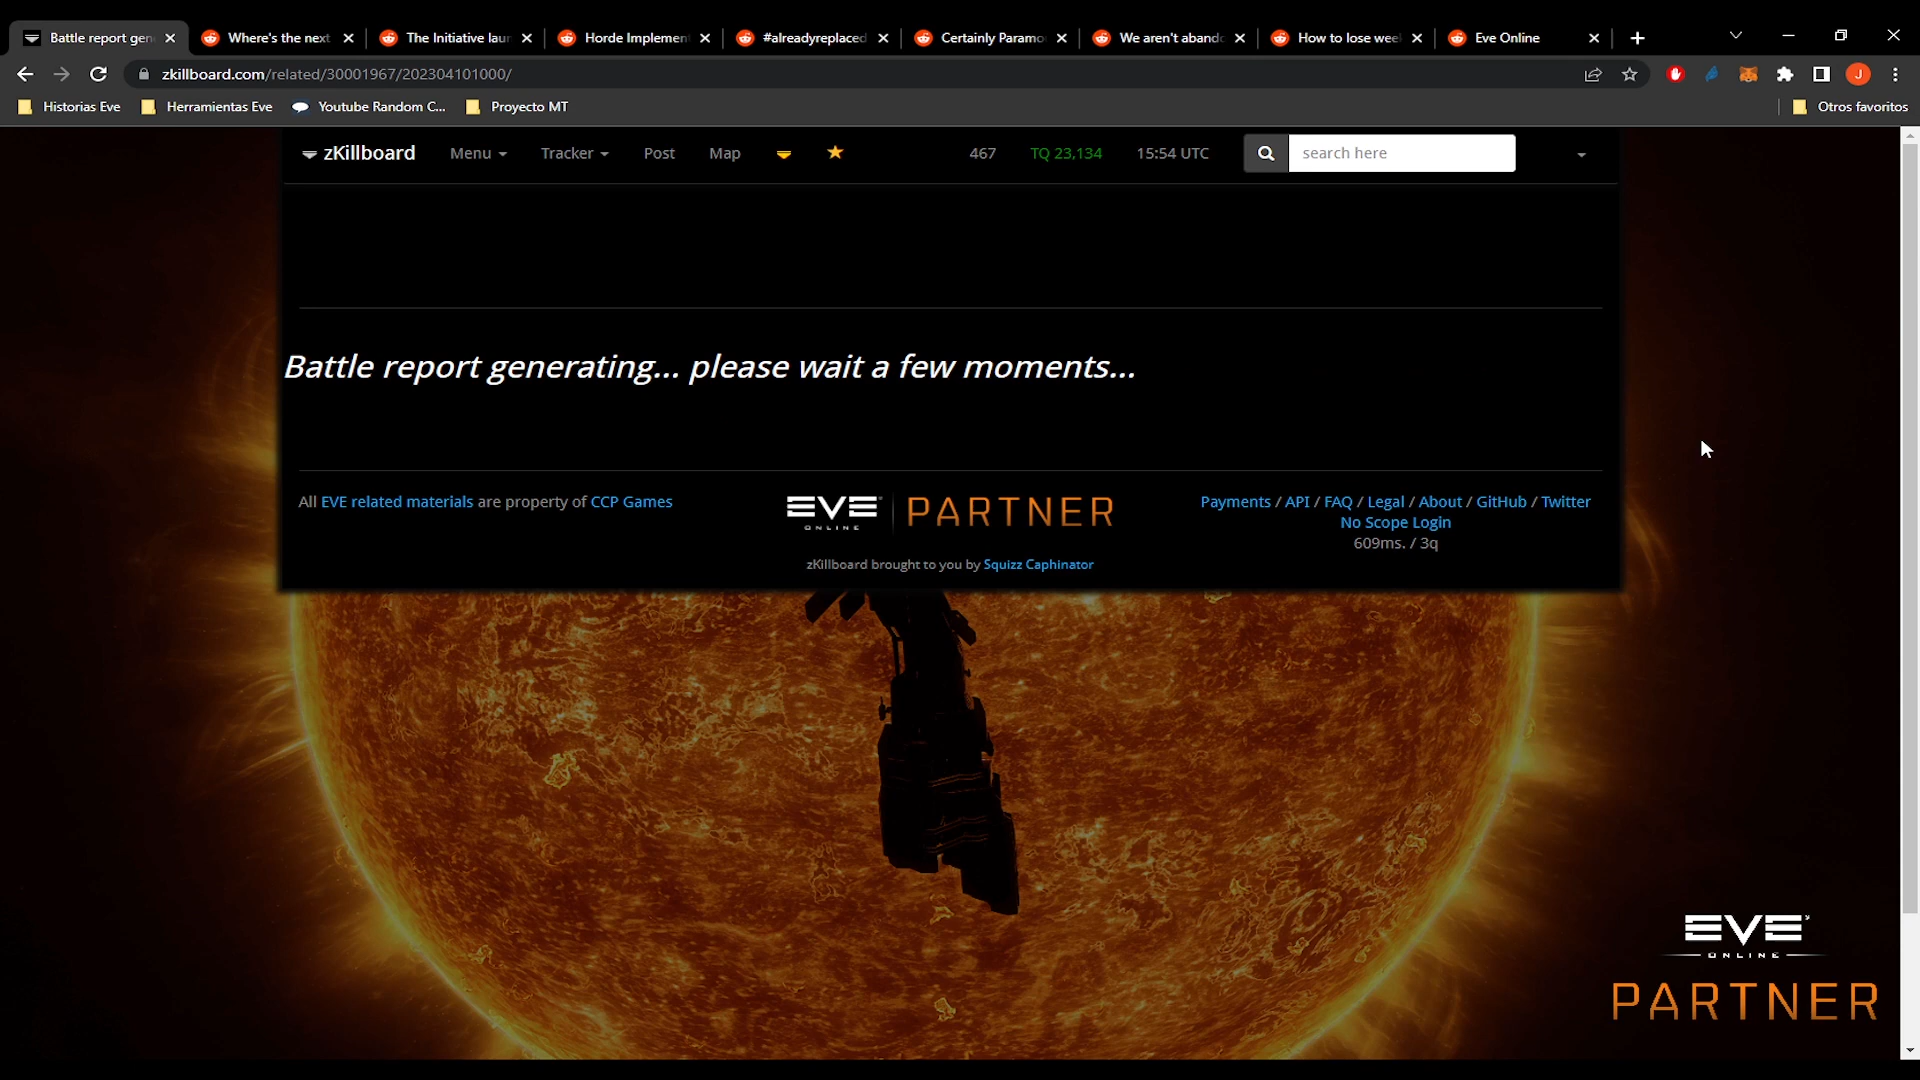 Battle report gen
Where's the next
The Initiative laun
Horde Implemen
#alreadyreplaced
Certainly Paramo
We aren't abando
How to lose wee
Eve Online
zkillboard.com/related/30001967/202304101000/
J
Historias Eve
Herramientas Eve
Youtube Random C...
Proyecto MT
Otros favoritos
zKillboard
Menu
Tracker
Post
Map
467
TQ 23,134
15:54 UTC
search here
Battle report generating... please wait a few moments...
All EVE related materials are property of CCP Games
EVE
ONLINE
PARTNER
zKillboard brought to you by Squizz Caphinator
Payments / API / FAQ / Legal / About / GitHub / Twitter
No Scope Login
609ms. / 3q
EVE
ONLINE
PARTNER